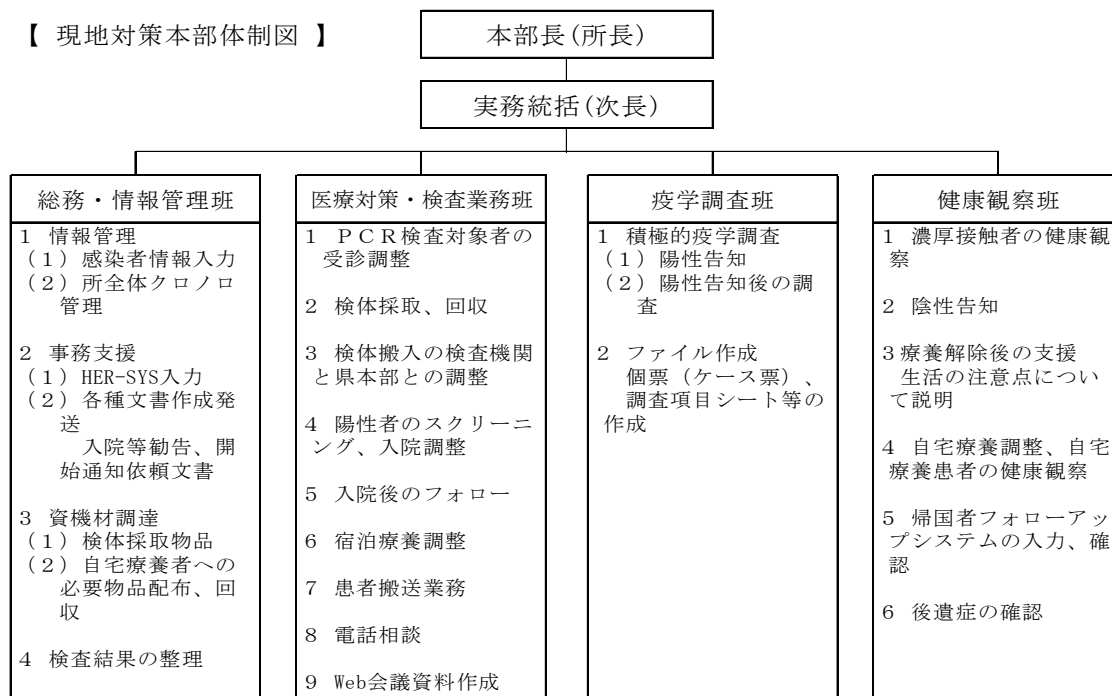 【 現地対策本部体制図 】
本部長(所長)
実務統括(次長)
総務・情報管理班
1 情報管理
(1)感染者情報入力
(2)所全体クロノロ
管理
2 事務支援
(1)HER-SYS入力
(2)各種文書作成発
送
入院等勧告、開
始通知依頼文書
3 資機材調達
(1)検体採取物品
(2)自宅療養者への
必要物品配布、回
収
4 検査結果の整理
医療対策・検査業務班
1 PCR検査対象者の
受診調整
2 検体採取、回収
3 検体搬入の検査機関
と県本部との調整
4 陽性者のスクリーニ
ング、入院調整
5 入院後のフォロー
6 宿泊療養調整
7 患者搬送業務
8 電話相談
9 Web会議資料作成
疫学調査班
1 積極的疫学調査
(1)陽性告知
(2)陽性告知後の調
査
2 ファイル作成
個票(ケース票)、
調査項目シート等の
作成
健康観察班
1 濃厚接触者の健康観
察
2 陰性告知
3療養解除後の支援
生活の注意点につい
て説明
4 自宅療養調整、自宅
療養患者の健康観察
5 帰国者フォローアッ
プシステムの入力、確
認
6 後遺症の確認